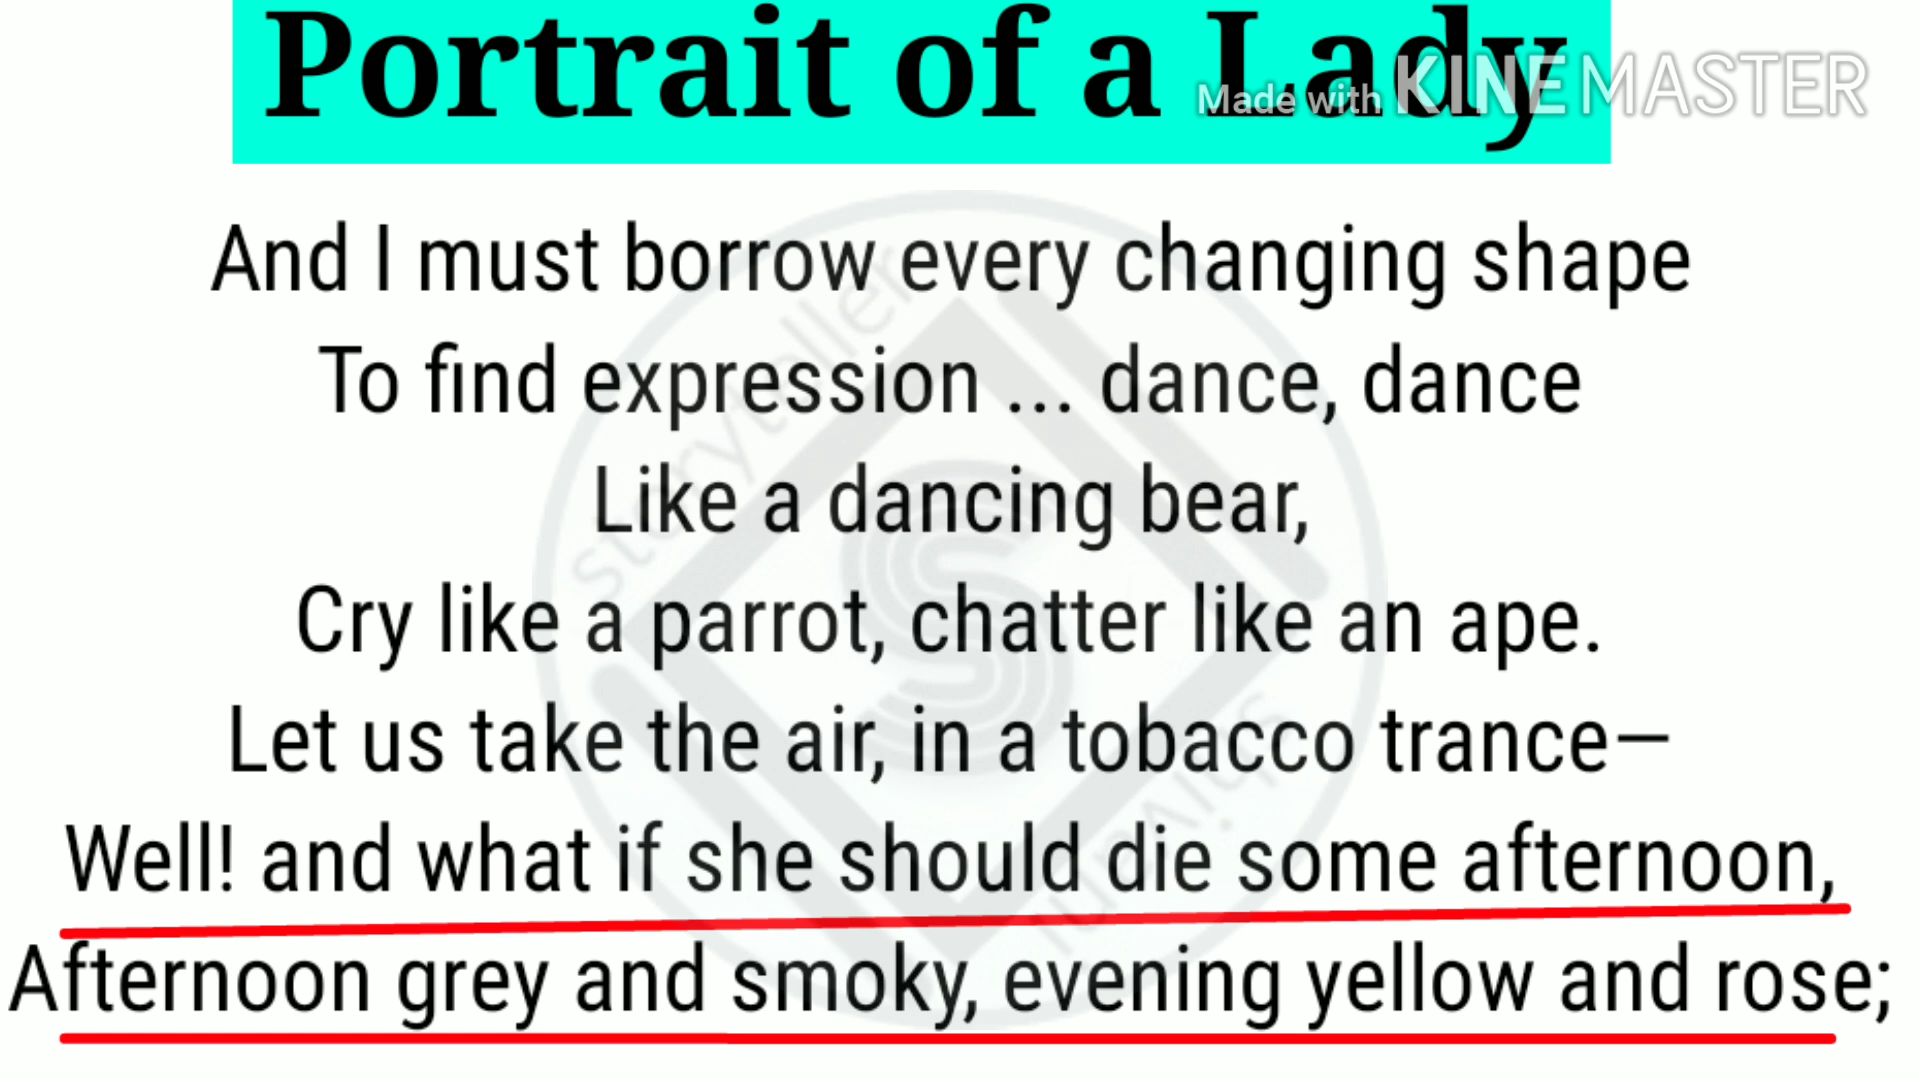 Portrait of a Lady
Made with KINEMASTER
And I must borrow every changing shape
To find expression ... dance, dance
Like a dancing bear,
Cry like a parrot, chatter like an ape.
Let us take the air, in a tobacco trance—
Well! and what if she should die some afternoon,
Afternoon grey and smoky, evening yellow and rose;